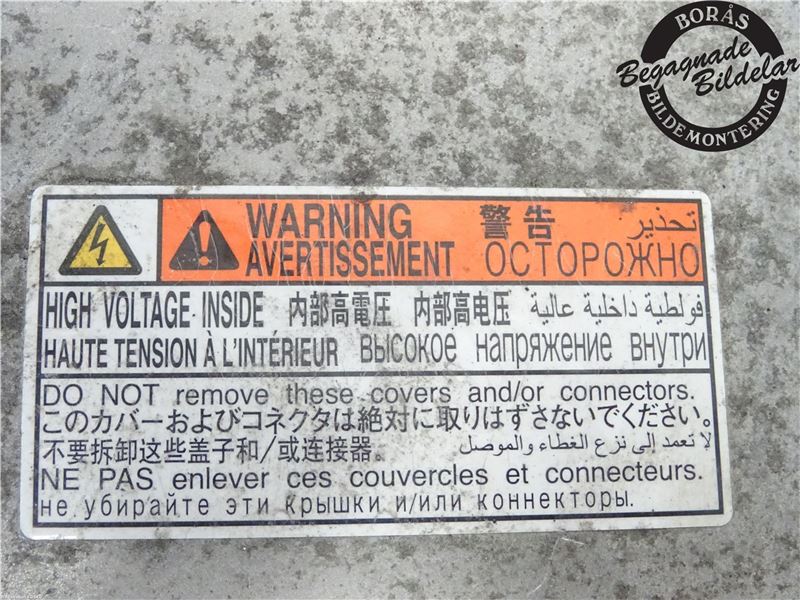 BORÅS
Begagnade
Bildelar
BILDEMONTERING
WARNING 警告 تحذير
AVERTISSEMENT ОСТОРОЖНО
HIGH VOLTAGE INSIDE 内部高電圧 内部高电压 فولطية داخلية عالية
HAUTE TENSION À L'INTÉRIEUR высокое напряжение внутри
DO NOT remove these covers and/or connectors.
このカバーおよびコネクタは絶対に取りはずさないでください。
不要拆卸这些盖子和/或连接器。 لا تعمد إلى نزع الغطاء والموصل
NE PAS enlever ces couvercles et connecteurs.
не убирайте эти крышки и/или коннекторы.